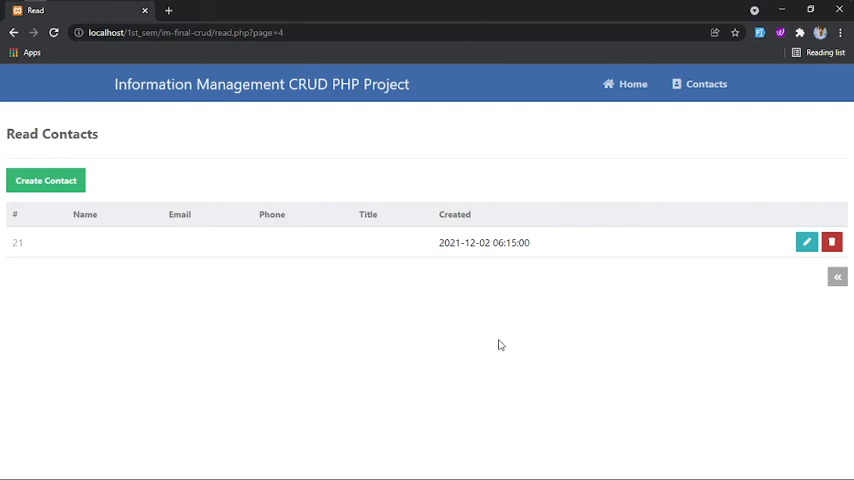 Read
localhost/1st_sem/im-final-crud/read.php?page=4
Apps
Reading list
Information Management CRUD PHP Project
Home
Contacts
Read Contacts
Create Contact
# Name Email Phone Title Created
21 2021-12-02 06:15:00